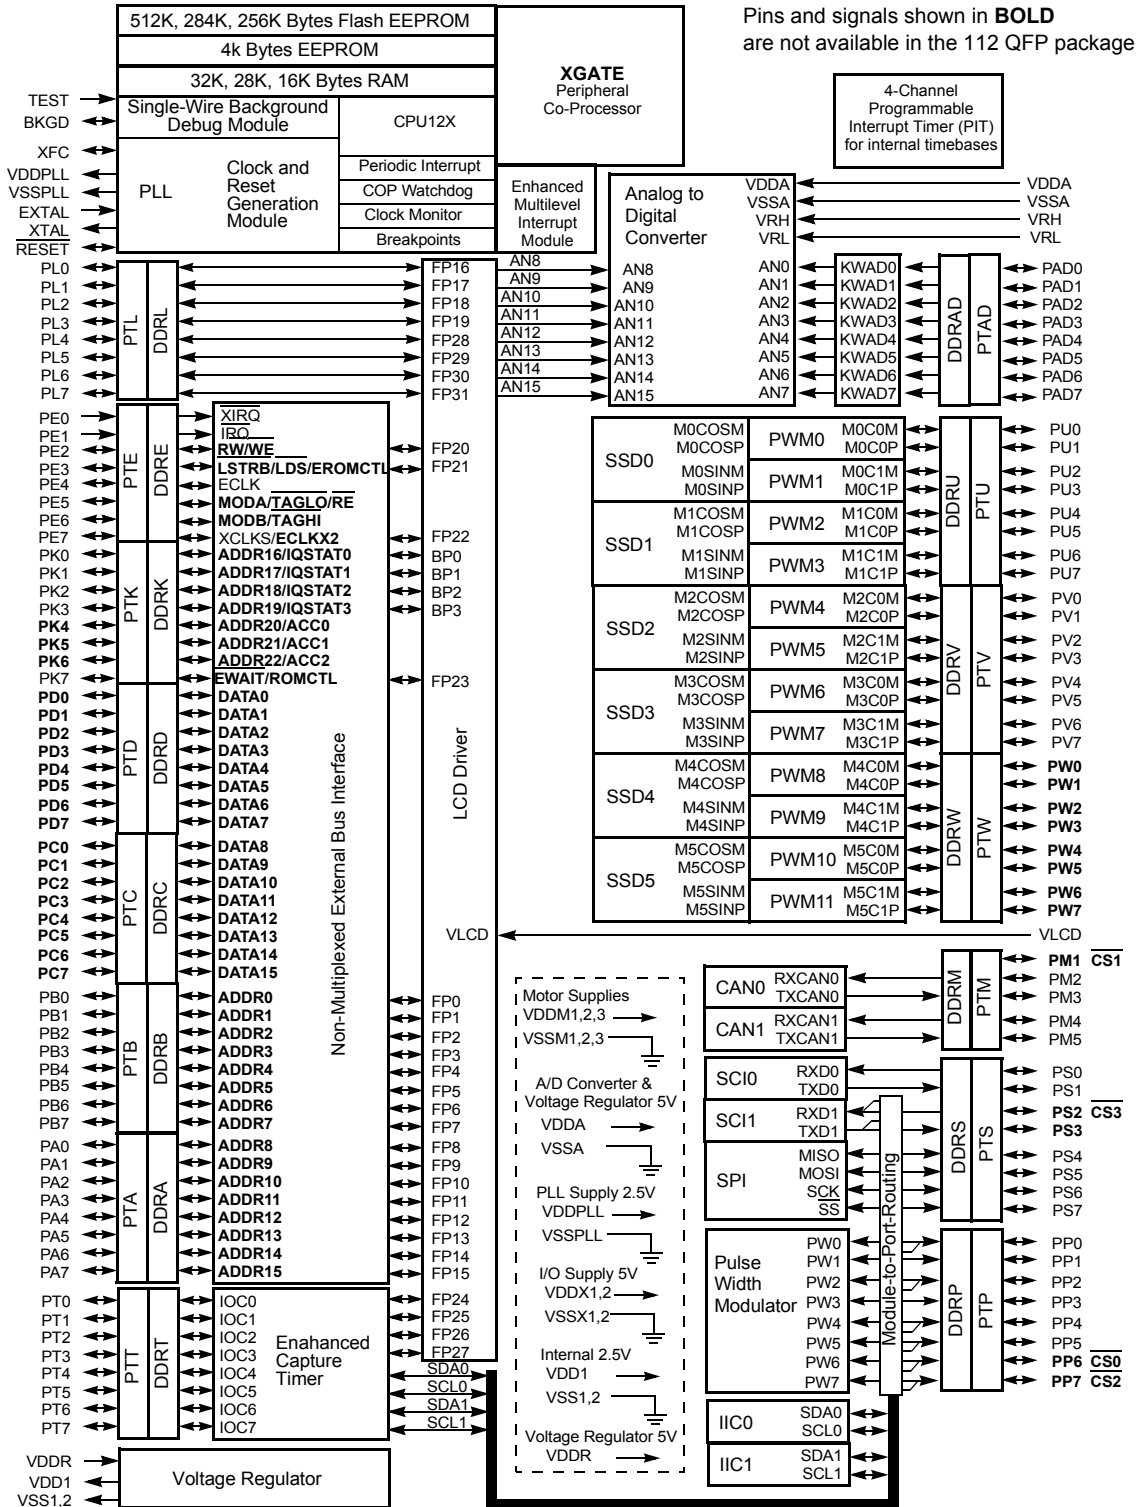 512K, 284K, 256K Bytes Flash EEPROM
4k Bytes EEPROM
32K, 28K, 16K Bytes RAM
Single-Wire Background
Debug Module
CPU12X
PLL
Clock and
Reset
Generation
Module
Periodic Interrupt
COP Watchdog
Clock Monitor
Breakpoints
XGATE
Peripheral
Co-Processor
Enhanced
Multilevel
Interrupt
Module
Pins and signals shown in BOLD
are not available in the 112 QFP package
4-Channel
Programmable
Interrupt Timer (PIT)
for internal timebases
TEST
BKGD
XFC
VDDPLL
VSSPLL
EXTAL
XTAL
RESET
Analog to
Digital
Converter
VDDA VDDA
VSSA VSSA
VRH VRH
VRL VRL
PL0 FP16 AN8 AN8 AN0 KWAD0 PAD0
PL1 FP17 AN9 AN9 AN1 KWAD1 PAD1
PL2 FP18 AN10 AN10 AN2 KWAD2 PAD2
PL3 FP19 AN11 AN11 AN3 KWAD3 PAD3
PL4 FP28 AN12 AN12 AN4 KWAD4 PAD4
PL5 FP29 AN13 AN13 AN5 KWAD5 PAD5
PL6 FP30 AN14 AN14 AN6 KWAD6 PAD6
PL7 FP31 AN15 AN15 AN7 KWAD7 PAD7
PTL DDRL
DDRAD PTAD
PE0 XIRQ
PE1 IRQ
PE2 RW/WE FP20
PE3 LSTRB/LDS/EROMCTL FP21
PE4 ECLK
PE5 MODA/TAGLO/RE
PE6 MODB/TAGHI
PE7 XCLKS/ECLKX2 FP22
PTE DDRE
PK0 ADDR16/IQSTAT0 BP0
PK1 ADDR17/IQSTAT1 BP1
PK2 ADDR18/IQSTAT2 BP2
PK3 ADDR19/IQSTAT3 BP3
PK4 ADDR20/ACC0
PK5 ADDR21/ACC1
PK6 ADDR22/ACC2
PK7 EWAIT/ROMCTL FP23
PTK DDRK
PD0 DATA0
PD1 DATA1
PD2 DATA2
PD3 DATA3
PD4 DATA4
PD5 DATA5
PD6 DATA6
PD7 DATA7
PTD DDRD
PC0 DATA8
PC1 DATA9
PC2 DATA10
PC3 DATA11
PC4 DATA12
PC5 DATA13
PC6 DATA14
PC7 DATA15
PTC DDRC
PB0 ADDR0 FP0
PB1 ADDR1 FP1
PB2 ADDR2 FP2
PB3 ADDR3 FP3
PB4 ADDR4 FP4
PB5 ADDR5 FP5
PB6 ADDR6 FP6
PB7 ADDR7 FP7
PTB DDRB
PA0 ADDR8 FP8
PA1 ADDR9 FP9
PA2 ADDR10 FP10
PA3 ADDR11 FP11
PA4 ADDR12 FP12
PA5 ADDR13 FP13
PA6 ADDR14 FP14
PA7 ADDR15 FP15
PTA DDRA
Non-Multiplexed External Bus Interface
LCD Driver
PT0 IOC0 FP24
PT1 IOC1 FP25
PT2 IOC2 FP26
PT3 IOC3 FP27
PT4 IOC4 SDA0
PT5 IOC5 SCL0
PT6 IOC6 SDA1
PT7 IOC7 SCL1
PTT DDRT
Enahanced
Capture
Timer
VDDR
VDD1
VSS1,2
Voltage Regulator
SSD0
M0COSM PWM0 M0C0M PU0
M0COSP M0C0P PU1
M0SINM PWM1 M0C1M PU2
M0SINP M0C1P PU3
SSD1
M1COSM PWM2 M1C0M PU4
M1COSP M1C0P PU5
M1SINM PWM3 M1C1M PU6
M1SINP M1C1P PU7
DDRU PTU
SSD2
M2COSM PWM4 M2C0M PV0
M2COSP M2C0P PV1
M2SINM PWM5 M2C1M PV2
M2SINP M2C1P PV3
SSD3
M3COSM PWM6 M3C0M PV4
M3COSP M3C0P PV5
M3SINM PWM7 M3C1M PV6
M3SINP M3C1P PV7
DDRV PTV
SSD4
M4COSM PWM8 M4C0M PW0
M4COSP M4C0P PW1
M4SINM PWM9 M4C1M PW2
M4SINP M4C1P PW3
SSD5
M5COSM PWM10 M5C0M PW4
M5COSP M5C0P PW5
M5SINM PWM11 M5C1M PW6
M5SINP M5C1P PW7
DDRW PTW
VLCD VLCD
Motor Supplies
VDDM1,2,3
VSSM1,2,3
A/D Converter &
Voltage Regulator 5V
VDDA
VSSA
PLL Supply 2.5V
VDDPLL
VSSPLL
I/O Supply 5V
VDDX1,2
VSSX1,2
Internal 2.5V
VDD1
VSS1,2
Voltage Regulator 5V
VDDR
PM1 CS1
CAN0 RXCAN0 PM2
TXCAN0 PM3
CAN1 RXCAN1 PM4
TXCAN1 PM5
DDRM PTM
SCI0 RXD0 PS0
TXD0 PS1
SCI1 RXD1 PS2 CS3
TXD1 PS3
SPI MISO PS4
MOSI PS5
SCK PS6
SS PS7
DDRS PTS
Module-to-Port-Routing
Pulse
Width
Modulator
PW0 PP0
PW1 PP1
PW2 PP2
PW3 PP3
PW4 PP4
PW5 PP5
PW6 PP6 CS0
PW7 PP7 CS2
DDRP PTP
IIC0 SDA0
SCL0
IIC1 SDA1
SCL1